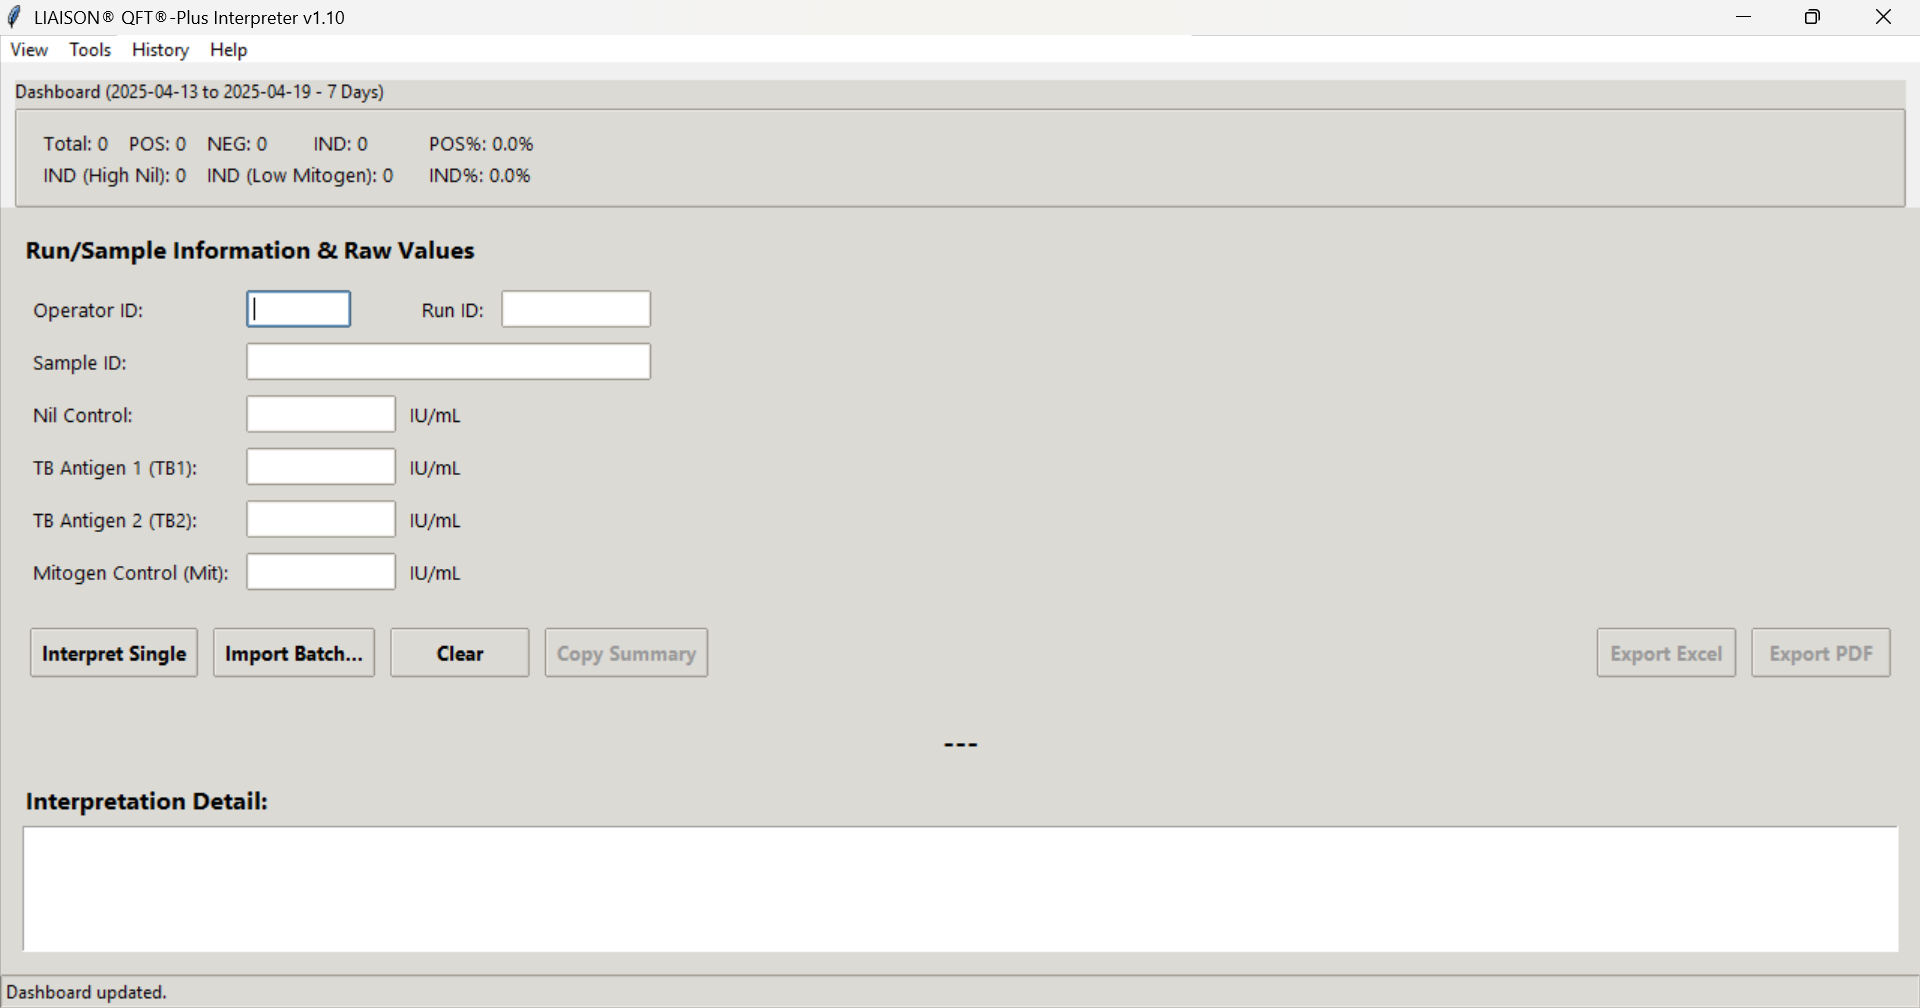 LIAISON® QFT®-Plus Interpreter v1.10
View Tools History Help
Dashboard (2025-04-13 to 2025-04-19 - 7 Days)
Total: 0 POS: 0 NEG: 0 IND: 0 POS%: 0.0%
IND (High Nil): 0 IND (Low Mitogen): 0 IND%: 0.0%
Run/Sample Information & Raw Values
Operator ID: Run ID:
Sample ID:
Nil Control: IU/mL
TB Antigen 1 (TB1): IU/mL
TB Antigen 2 (TB2): IU/mL
Mitogen Control (Mit): IU/mL
Interpret Single Import Batch... Clear Copy Summary Export Excel Export PDF
---
Interpretation Detail:
Dashboard updated.